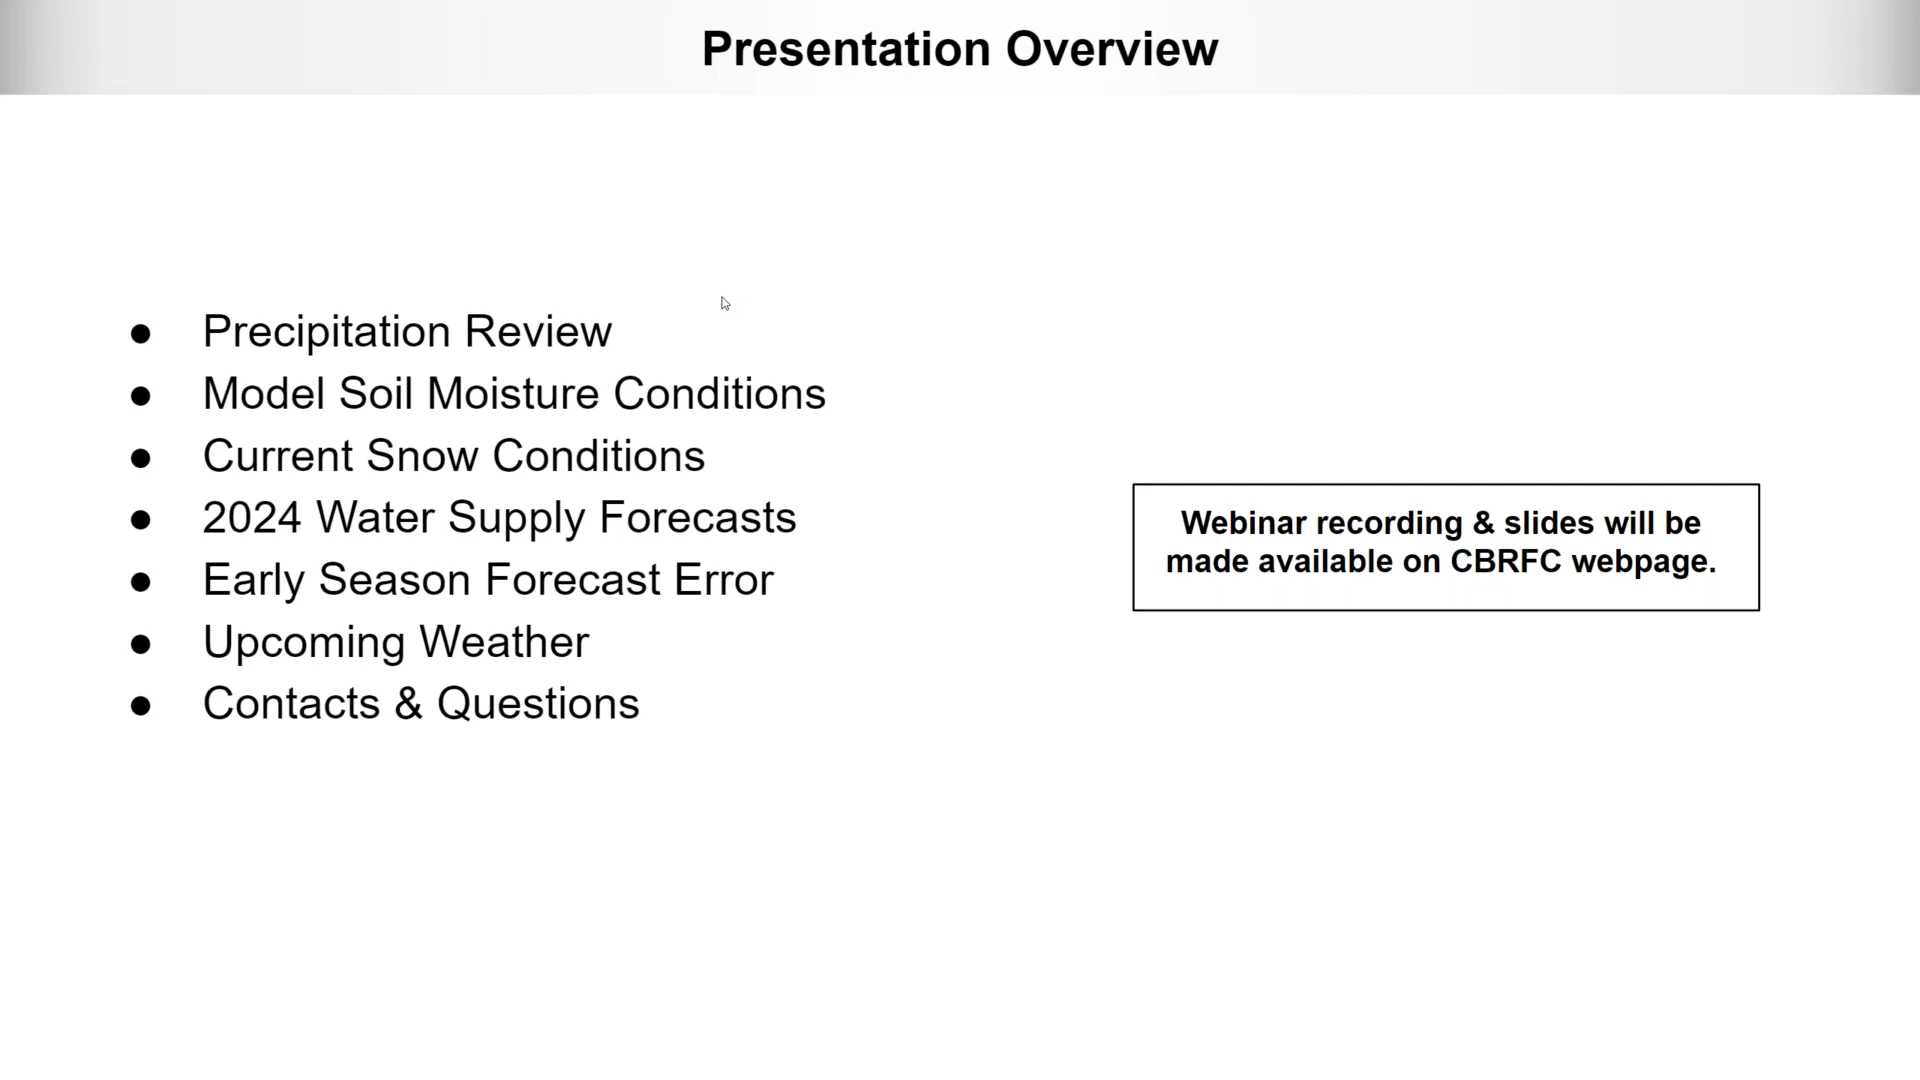 Presentation Overview
● Precipitation Review
● Model Soil Moisture Conditions
● Current Snow Conditions
● 2024 Water Supply Forecasts
● Early Season Forecast Error
● Upcoming Weather
● Contacts & Questions
Webinar recording & slides will be
made available on CBRFC webpage.